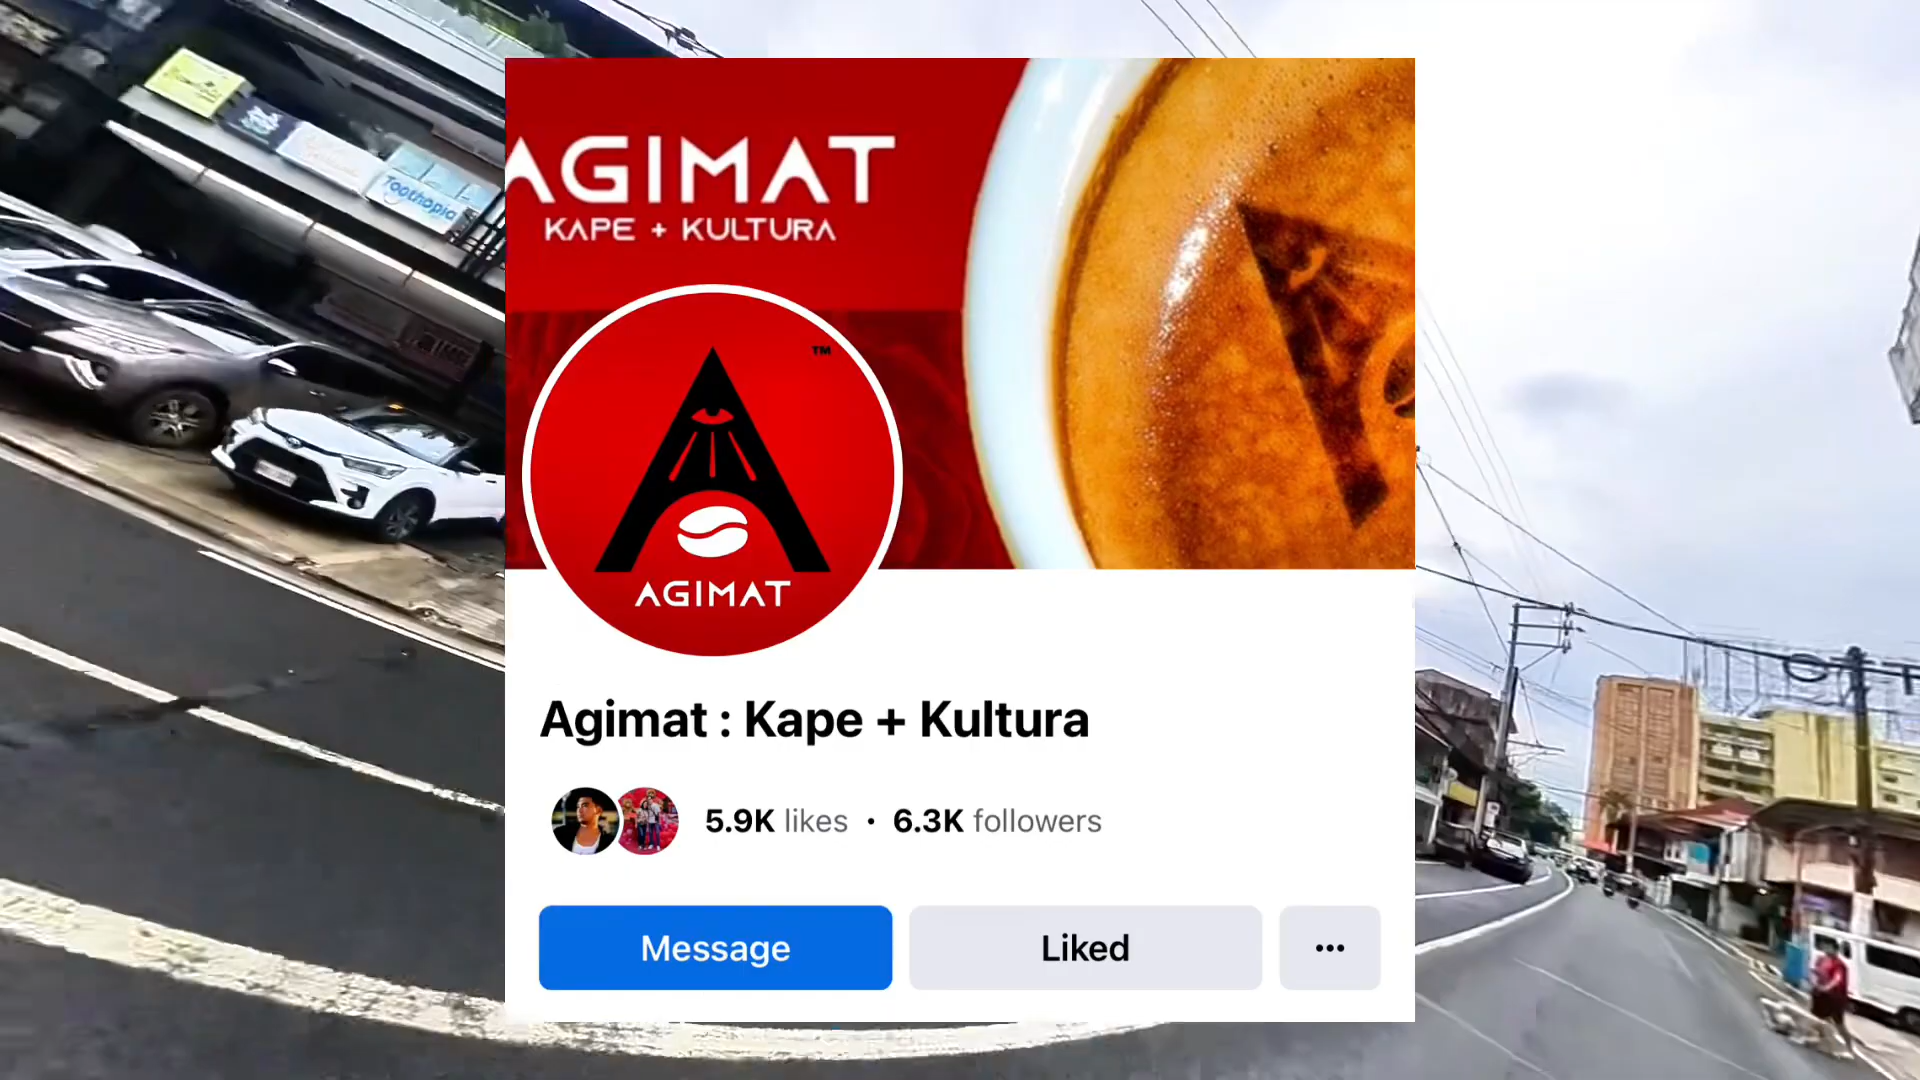 Toothopia
AGIMAT
KAPE + KULTURA
TM
AGIMAT
Agimat : Kape + Kultura
5.9K likes • 6.3K followers
Message
Liked